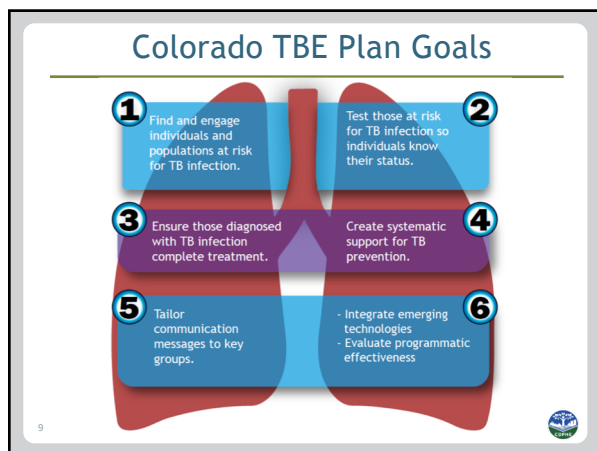 Colorado TBE Plan Goals
1
Find and engage
individuals and
populations at risk
for TB infection.
2
Test those at risk
for TB infection so
individuals know
their status.
3
Ensure those diagnosed
with TB infection
complete treatment.
4
Create systematic
support for TB
prevention.
5
Tailor
communication
messages to key
groups.
6
- Integrate emerging
technologies
- Evaluate programmatic
effectiveness
9
CDPHE